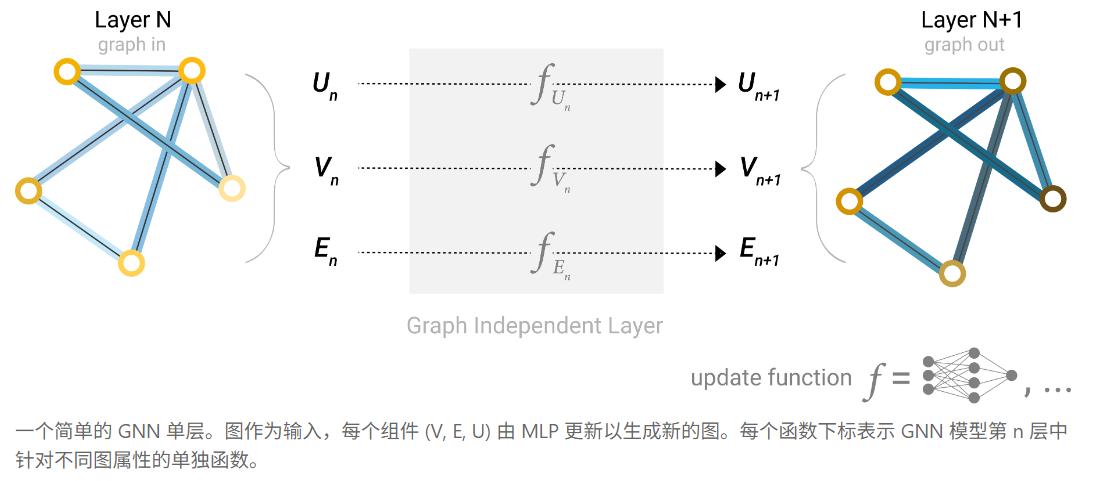 Layer N
graph in
Layer N+1
graph out
U_n f_{U_n} U_{n+1}
V_n f_{V_n} V_{n+1}
E_n f_{E_n} E_{n+1}
Graph Independent Layer
update function f = , ...
一个简单的 GNN 单层。图作为输入，每个组件 (V, E, U) 由 MLP 更新以生成新的图。每个函数下标表示 GNN 模型第 n 层中
针对不同图属性的单独函数。